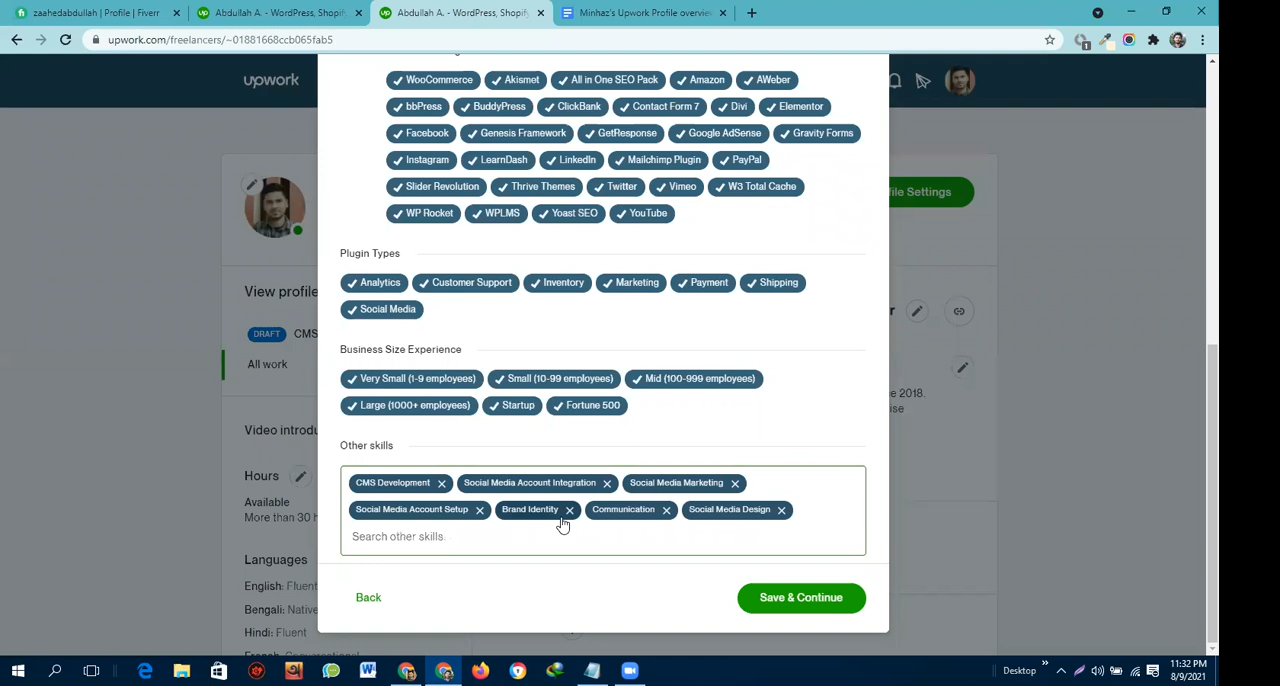 zaahedabdullah | Profile | Fiverr
Abdullah A. - WordPress, Shopify
Abdullah A. - WordPress, Shopify
Minhaz's Upwork Profile overview
upwork.com/freelancers/~01881668ccb065fab5
1
upwork
WooCommerce Akismet All in One SEO Pack Amazon AWeber
bbPress BuddyPress ClickBank Contact Form 7 Divi Elementor
Facebook Genesis Framework GetResponse Google AdSense Gravity Forms
Instagram LearnDash LinkedIn Mailchimp Plugin PayPal
Slider Revolution Thrive Themes Twitter Vimeo W3 Total Cache
WP Rocket WPLMS Yoast SEO YouTube
Plugin Types
Analytics Customer Support Inventory Marketing Payment Shipping
Social Media
Business Size Experience
Very Small (1-9 employees) Small (10-99 employees) Mid (100-999 employees)
Large (1000+ employees) Startup Fortune 500
Other skills
CMS Development Social Media Account Integration Social Media Marketing
Social Media Account Setup Brand Identity Communication Social Media Design
Search other skills.
Back
Save & Continue
file Settings
View profile
DRAFT CMS
All work
r
e 2018.
ise
Video introdu
Hours
Available
More than 30 h
Languages
English: Fluent
Bengali: Native
Hindi: Fluent
Desktop
11:32 PM
8/9/2021